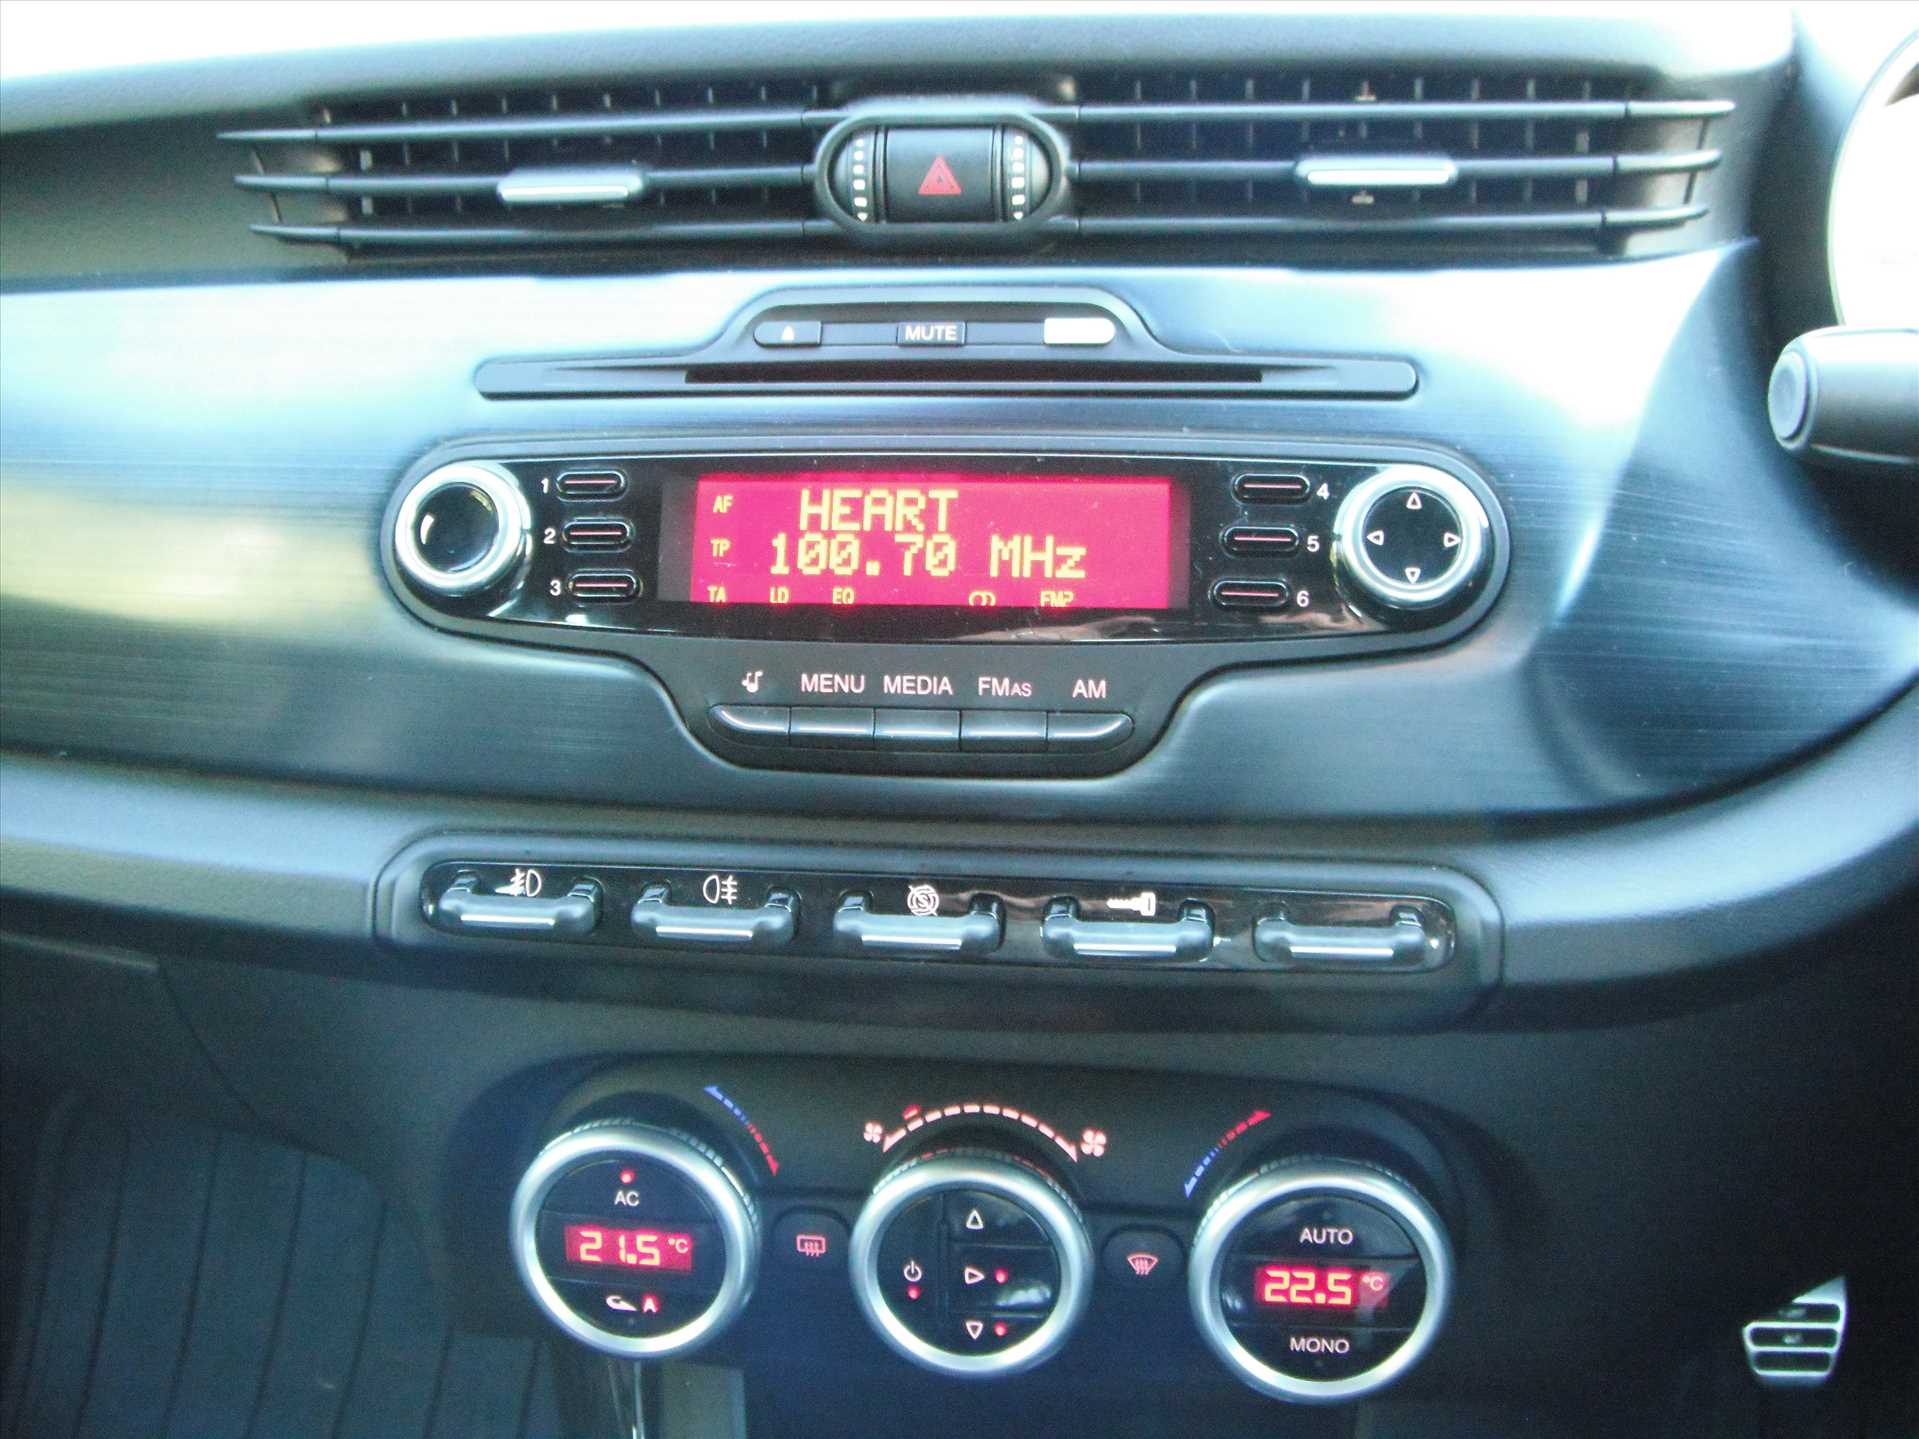 MUTE
1
2
3
AF HEART
TP 100.70 MHz
TA LD EQ FM2
4
5
6
MENU MEDIA FMAS AM
AC
21.5 °C
A
AUTO
22.5 °C
MONO